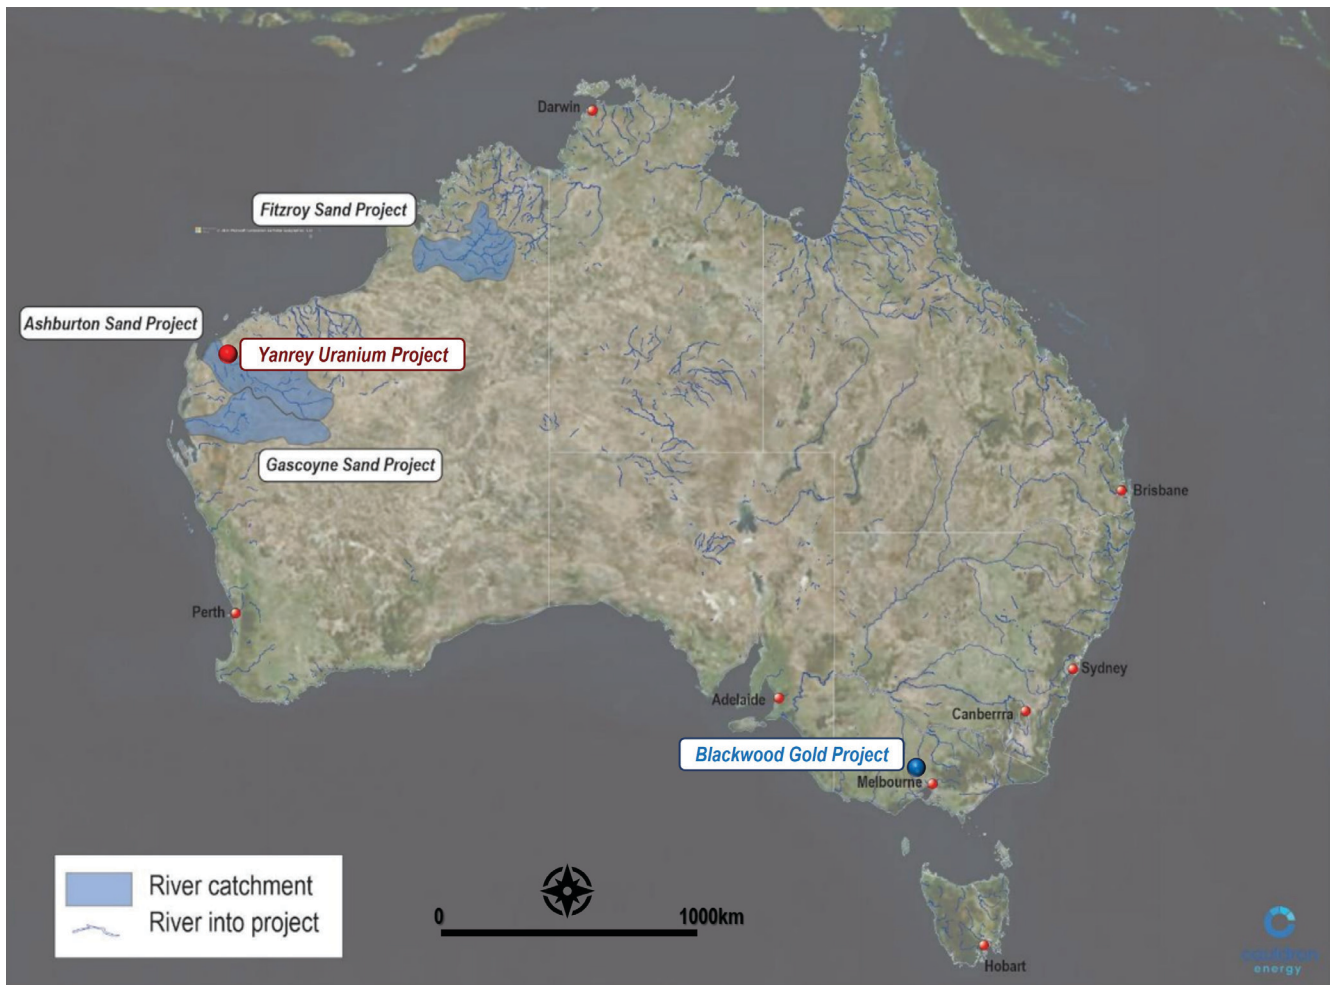 Darwin
Fitzroy Sand Project
Ashburton Sand Project
Yanrey Uranium Project
Gascoyne Sand Project
Brisbane
Perth
Sydney
Adelaide
Canberrra
Blackwood Gold Project
Melbourne
River catchment
River into project
0 1000km
Hobart
cauldron
energy